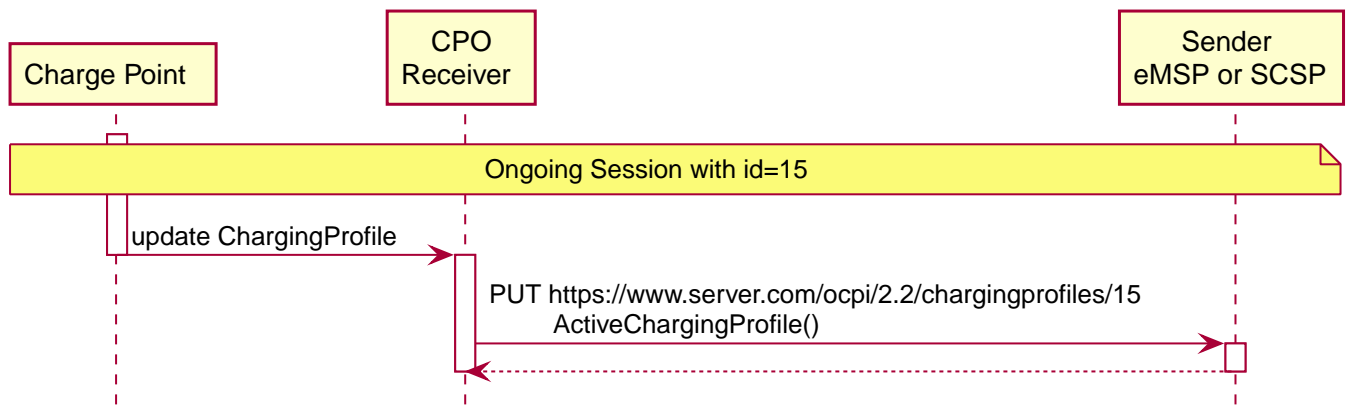 Charge Point
CPO
Receiver
Sender
eMSP or SCSP
Ongoing Session with id=15
update ChargingProfile
PUT https://www.server.com/ocpi/2.2/chargingprofiles/15
ActiveChargingProfile()